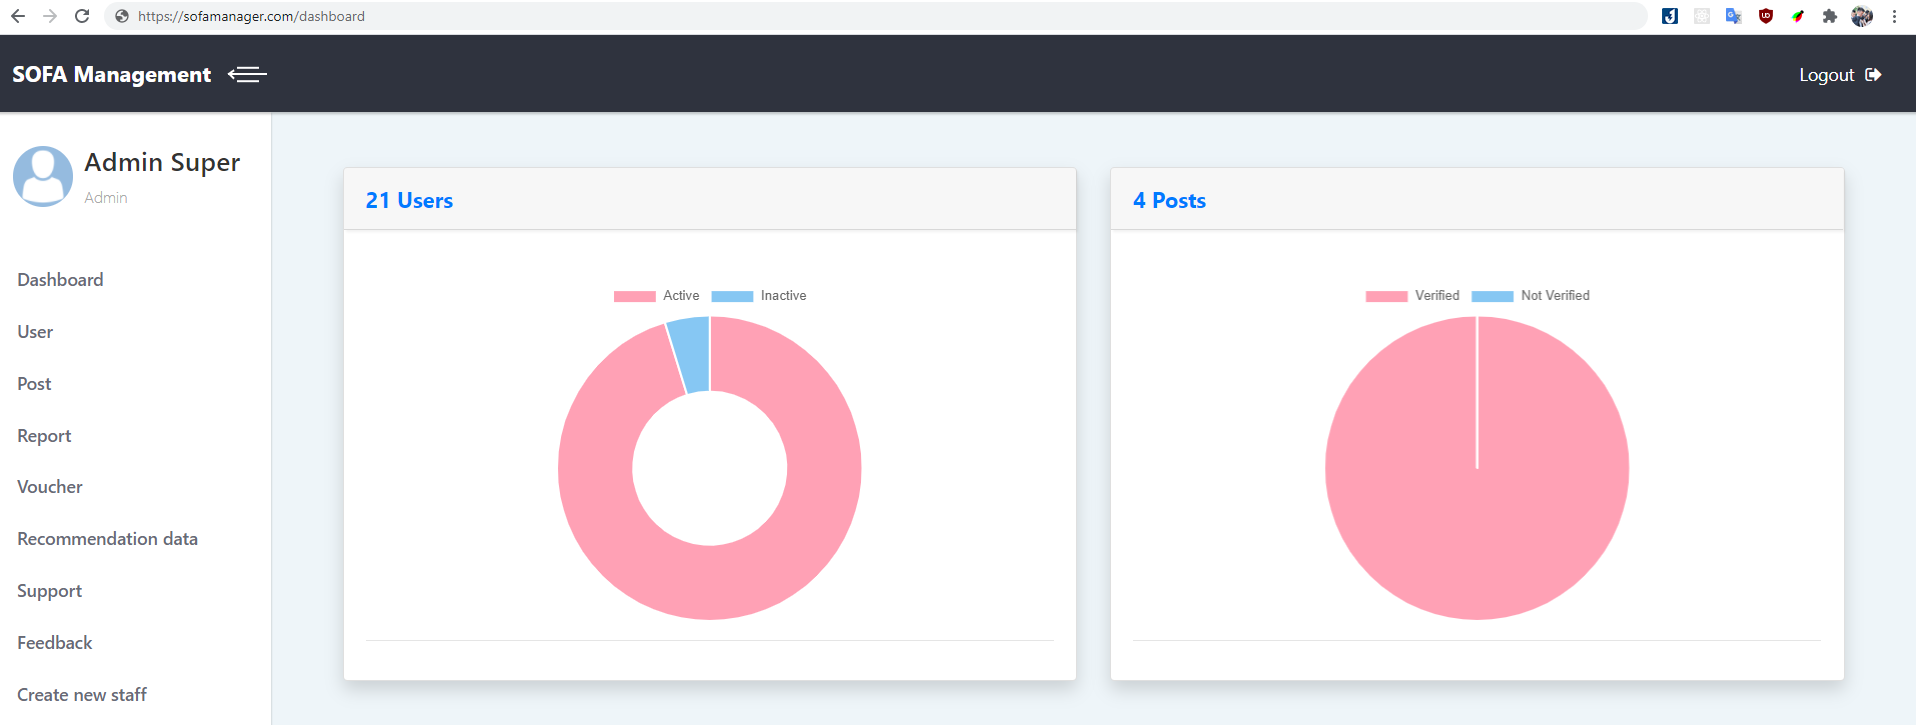 https://sofamanager.com/dashboard
SOFA Management
Logout
Admin Super
Admin
Dashboard
User
Post
Report
Voucher
Recommendation data
Support
Feedback
Create new staff
21 Users
Active Inactive
4 Posts
Verified Not Verified